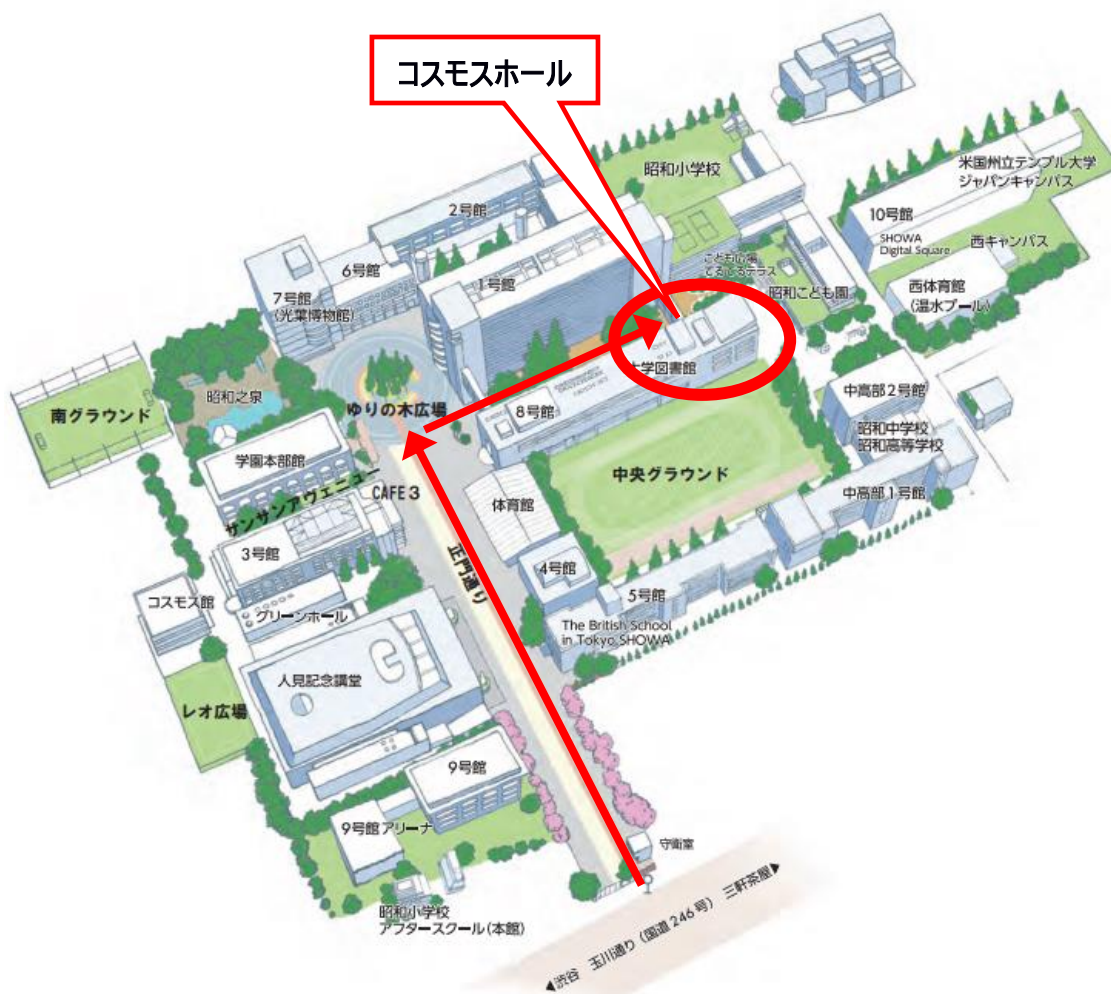 コスモスホール
昭和小学校
米国州立テンプル大学
ジャパンキャンパス
10号館
SHOWA
Digital Square
西キャンパス
西体育館
(温水プール)
2号館
6号館
7号館
(光葉博物館)
1号館
こども広場
てるてるテラス
昭和こども園
大学図書館
8号館
中高部2号館
昭和中学校
昭和高等学校
中高部1号館
南グラウンド
昭和之泉
ゆりの木広場
学園本部館
サンサンアヴェニュー
CAFE 3
中央グラウンド
体育館
正門通り
3号館
4号館
5号館
The British School
in Tokyo SHOWA
コスモス館
グリーンホール
人見記念講堂
レオ広場
9号館
9号館アリーナ
守衛室
昭和小学校
アフタースクール(本館)
◀渋谷 玉川通り(国道246号) 三軒茶屋▶